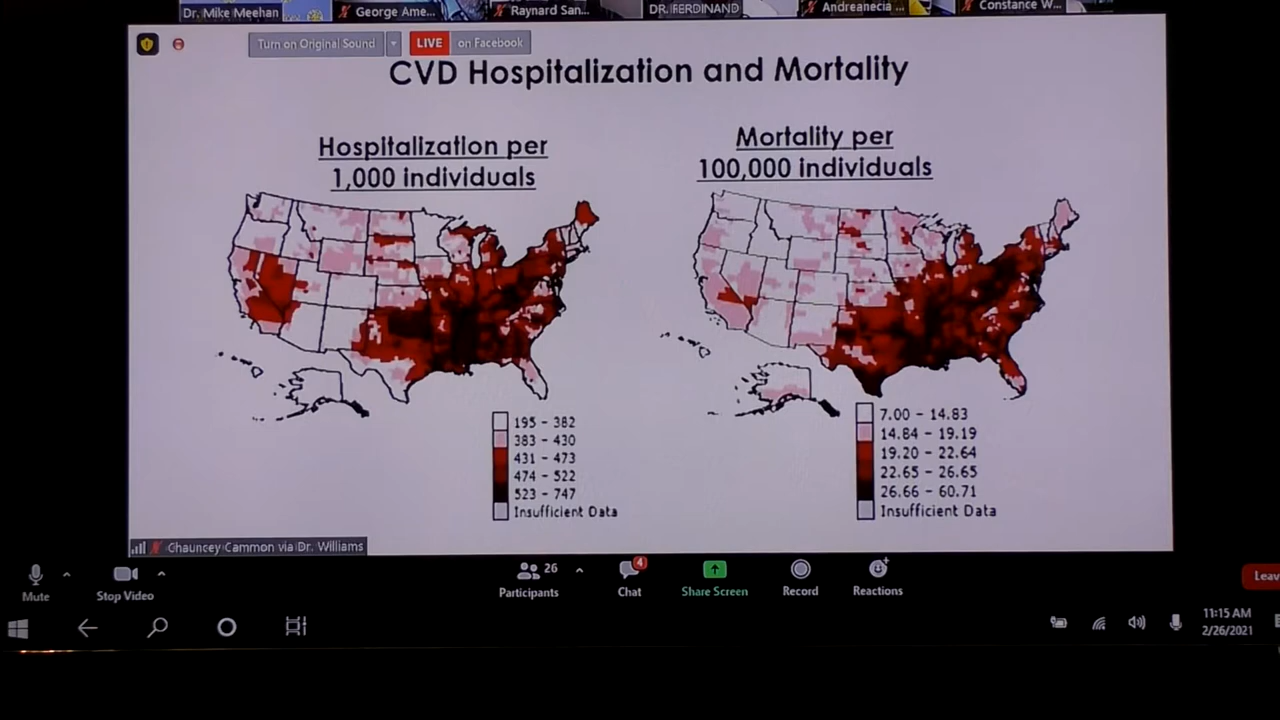 Dr. Mike Meehan
George Ame...
Raynard San...
DR. FERDINAND
Andreanecia ...
Constance W...
Turn on Original Sound
LIVE on Facebook
CVD Hospitalization and Mortality
Hospitalization per
1,000 individuals
Mortality per
100,000 individuals
195 - 382
383 - 430
431 - 473
474 - 522
523 - 747
Insufficient Data
7.00 - 14.83
14.84 - 19.19
19.20 - 22.64
22.65 - 26.65
26.66 - 60.71
Insufficient Data
Chauncey Cammon via Dr. Williams
Mute
Stop Video
26
Participants
4
Chat
Share Screen
Record
Reactions
Leav
11:15 AM
2/26/2021